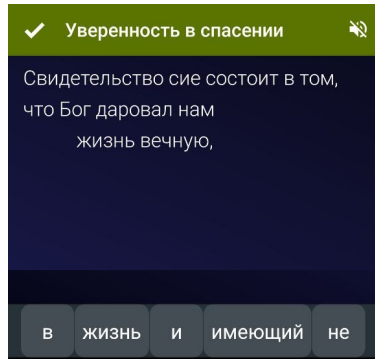 Уверенность в спасении
Свидетельство сие состоит в том,
что Бог даровал нам
жизнь вечную,
в жизнь и имеющий не